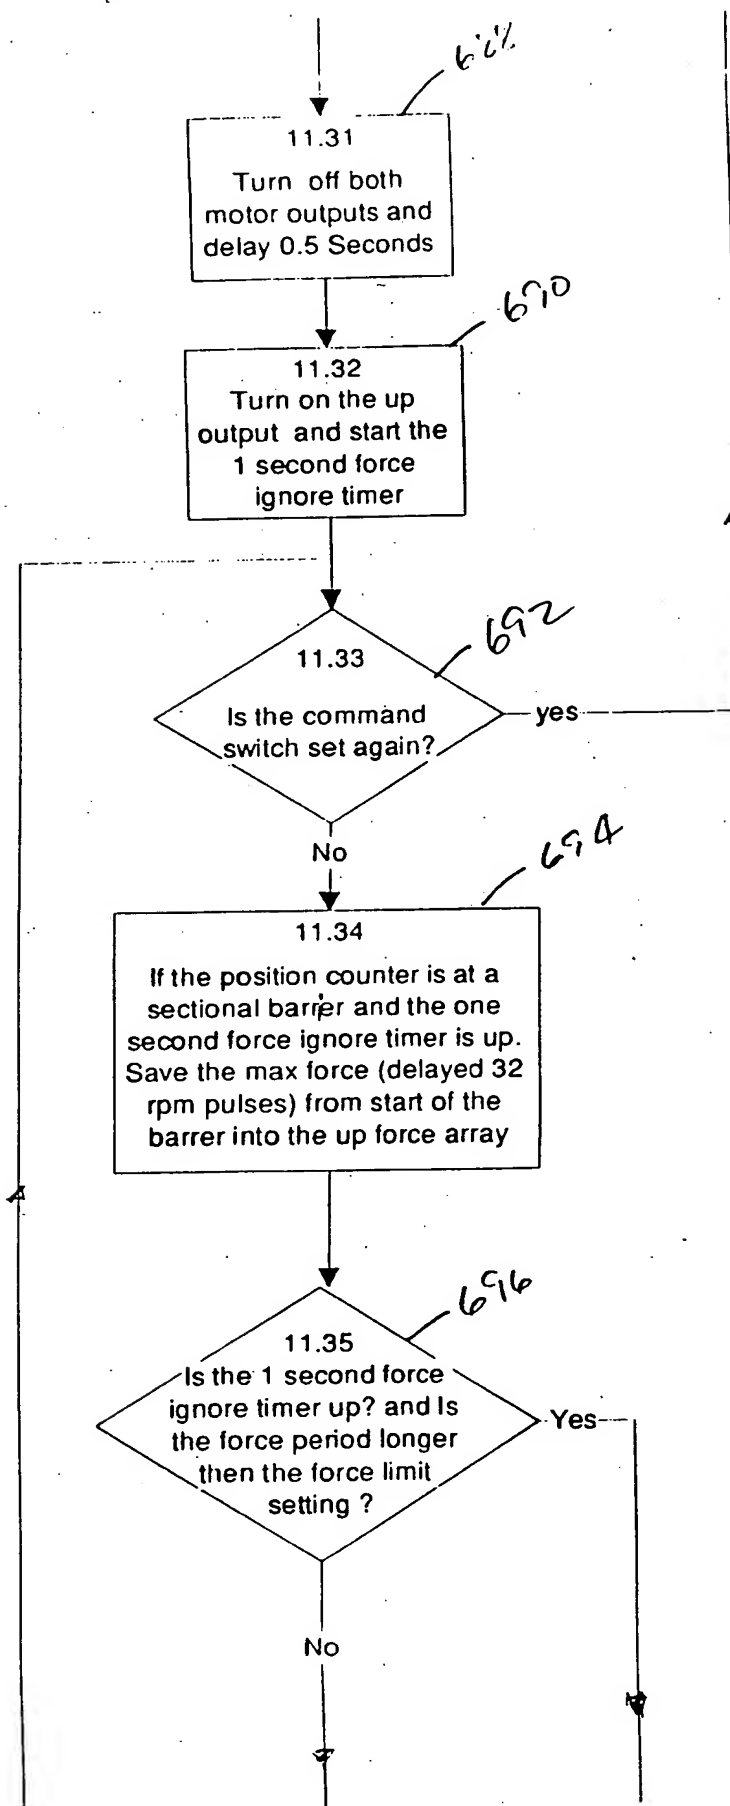 11.31
Turn off both
motor outputs and
delay 0.5 Seconds
690
11.32
Turn on the up
output and start the
1 second force
ignore timer
692
11.33
Is the command
switch set again?
yes
No
694
11.34
If the position counter is at a
sectional barrier and the one
second force ignore timer is up.
Save the max force (delayed 32
rpm pulses) from start of the
barrer into the up force array
696
11.35
Is the 1 second force
ignore timer up? and Is
the force period longer
then the force limit
setting ?
Yes
No